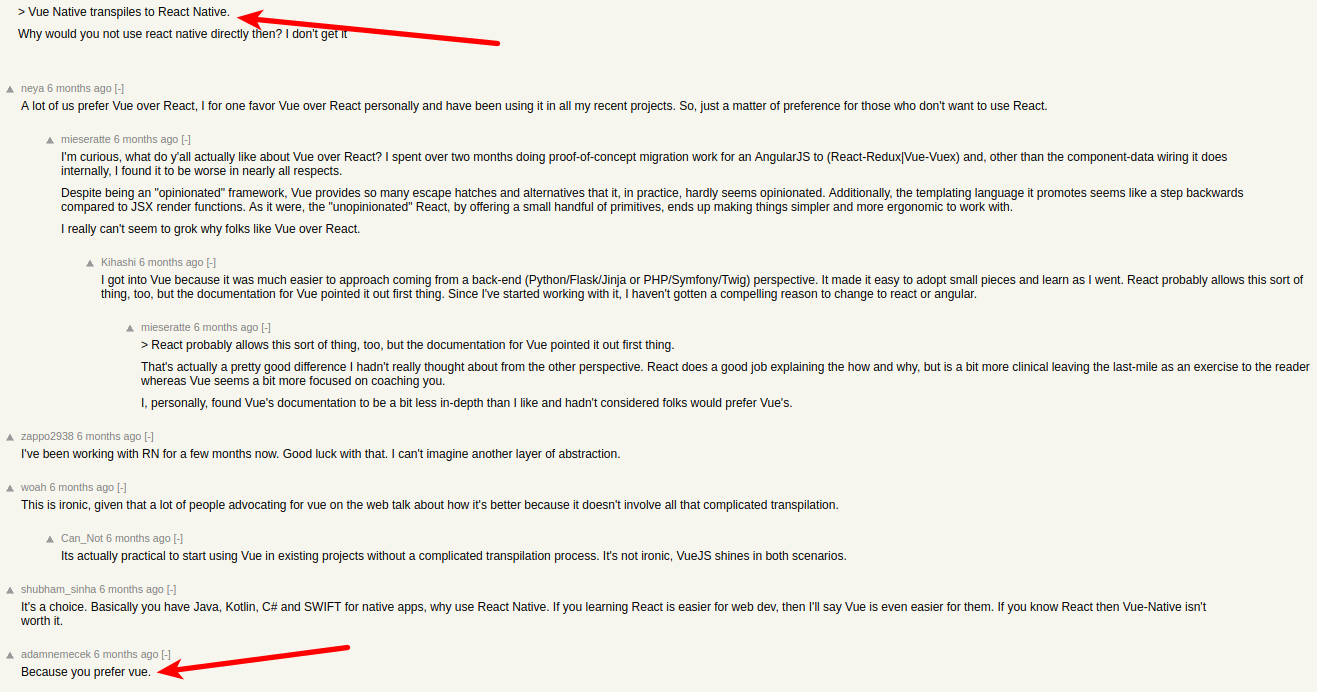 > Vue Native transpiles to React Native.
Why would you not use react native directly then? I don't get it
▲ neya 6 months ago [-]
A lot of us prefer Vue over React, I for one favor Vue over React personally and have been using it in all my recent projects. So, just a matter of preference for those who don't want to use React.
▲ mieseratte 6 months ago [-]
I'm curious, what do y'all actually like about Vue over React? I spent over two months doing proof-of-concept migration work for an AngularJS to (React-Redux|Vue-Vuex) and, other than the component-data wiring it does
internally, I found it to be worse in nearly all respects.
Despite being an "opinionated" framework, Vue provides so many escape hatches and alternatives that it, in practice, hardly seems opinionated. Additionally, the templating language it promotes seems like a step backwards
compared to JSX render functions. As it were, the "unopinionated" React, by offering a small handful of primitives, ends up making things simpler and more ergonomic to work with.
I really can't seem to grok why folks like Vue over React.
▲ Kihashi 6 months ago [-]
I got into Vue because it was much easier to approach coming from a back-end (Python/Flask/Jinja or PHP/Symfony/Twig) perspective. It made it easy to adopt small pieces and learn as I went. React probably allows this sort of
thing, too, but the documentation for Vue pointed it out first thing. Since I've started working with it, I haven't gotten a compelling reason to change to react or angular.
▲ mieseratte 6 months ago [-]
> React probably allows this sort of thing, too, but the documentation for Vue pointed it out first thing.
That's actually a pretty good difference I hadn't really thought about from the other perspective. React does a good job explaining the how and why, but is a bit more clinical leaving the last-mile as an exercise to the reader
whereas Vue seems a bit more focused on coaching you.
I, personally, found Vue's documentation to be a bit less in-depth than I like and hadn't considered folks would prefer Vue's.
▲ zappo2938 6 months ago [-]
I've been working with RN for a few months now. Good luck with that. I can't imagine another layer of abstraction.
▲ woah 6 months ago [-]
This is ironic, given that a lot of people advocating for vue on the web talk about how it's better because it doesn't involve all that complicated transpilation.
▲ Can_Not 6 months ago [-]
Its actually practical to start using Vue in existing projects without a complicated transpilation process. It's not ironic, VueJS shines in both scenarios.
▲ shubham_sinha 6 months ago [-]
It's a choice. Basically you have Java, Kotlin, C# and SWIFT for native apps, why use React Native. If you learning React is easier for web dev, then I'll say Vue is even easier for them. If you know React then Vue-Native isn't
worth it.
▲ adamnemecek 6 months ago [-]
Because you prefer vue.